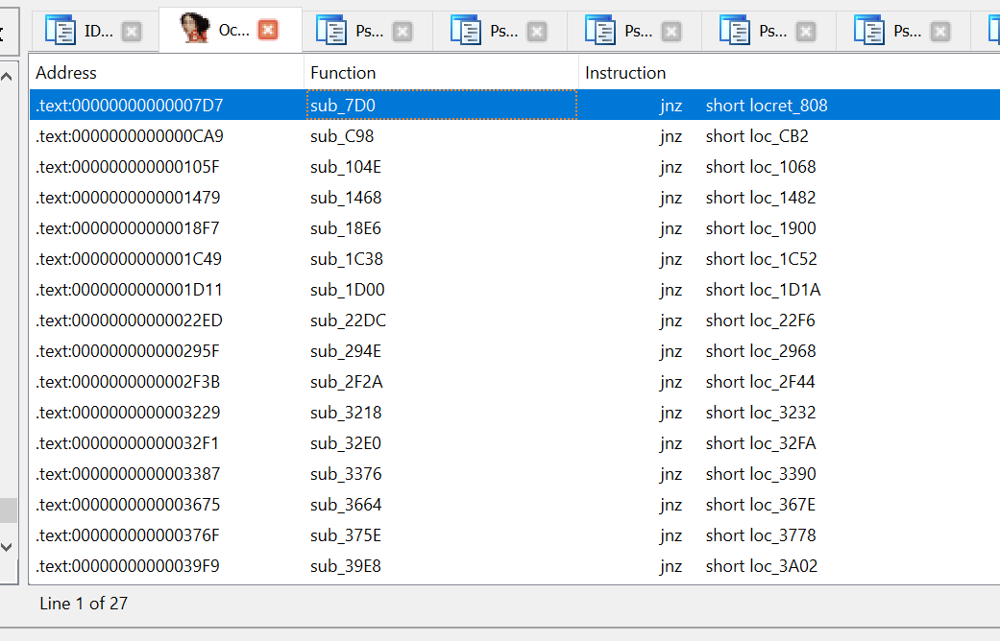 ID... Oc... Ps... Ps... Ps... Ps... Ps...
Address Function Instruction
.text:00000000000007D7 sub_7D0 jnz short locret_808
.text:0000000000000CA9 sub_C98 jnz short loc_CB2
.text:000000000000105F sub_104E jnz short loc_1068
.text:0000000000001479 sub_1468 jnz short loc_1482
.text:00000000000018F7 sub_18E6 jnz short loc_1900
.text:0000000000001C49 sub_1C38 jnz short loc_1C52
.text:0000000000001D11 sub_1D00 jnz short loc_1D1A
.text:00000000000022ED sub_22DC jnz short loc_22F6
.text:000000000000295F sub_294E jnz short loc_2968
.text:0000000000002F3B sub_2F2A jnz short loc_2F44
.text:0000000000003229 sub_3218 jnz short loc_3232
.text:00000000000032F1 sub_32E0 jnz short loc_32FA
.text:0000000000003387 sub_3376 jnz short loc_3390
.text:0000000000003675 sub_3664 jnz short loc_367E
.text:000000000000376F sub_375E jnz short loc_3778
.text:00000000000039F9 sub_39E8 jnz short loc_3A02
Line 1 of 27